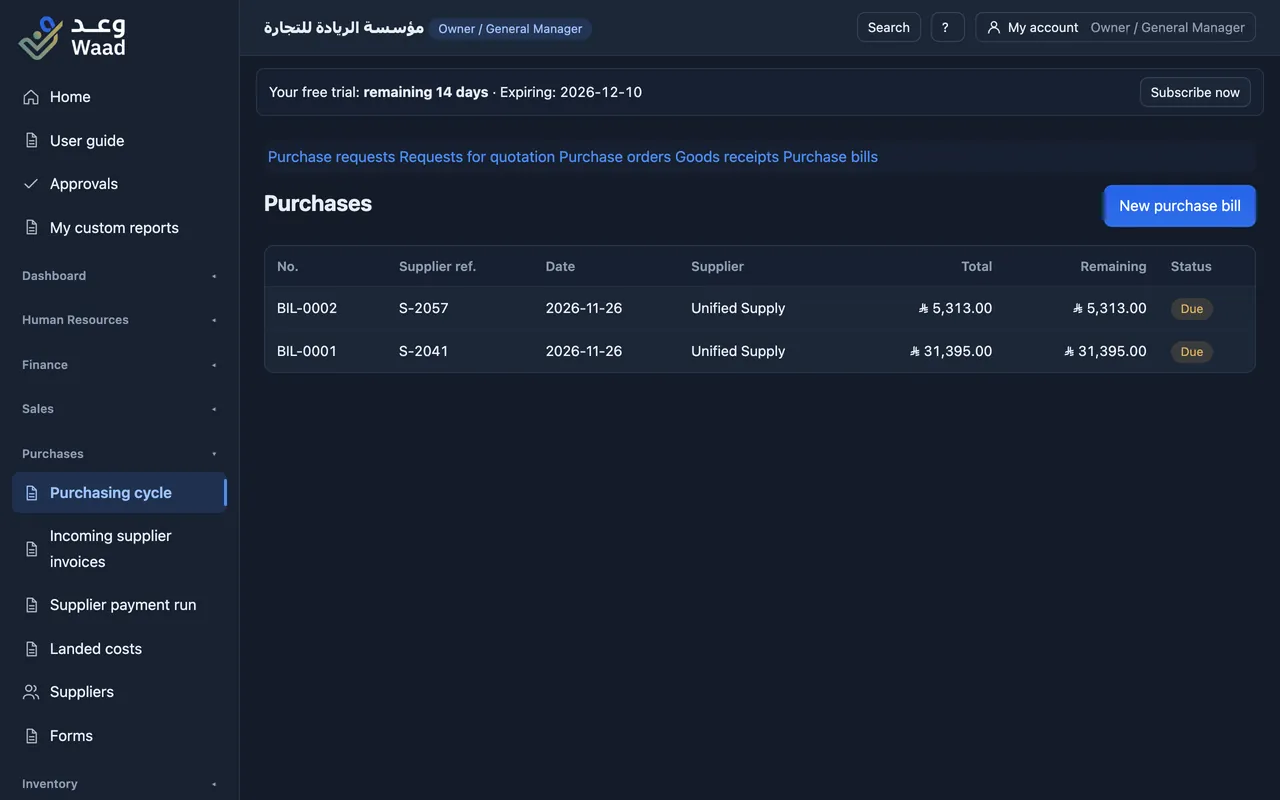 وعد
Waad
Home
User guide
Approvals
My custom reports
Dashboard
Human Resources
Finance
Sales
Purchases
Purchasing cycle
Incoming supplier
invoices
Supplier payment run
Landed costs
Suppliers
Forms
Inventory
مؤسسة الريادة للتجارة Owner / General Manager
Search ? My account Owner / General Manager
Your free trial: remaining 14 days · Expiring: 2026-12-10 Subscribe now
Purchase requests Requests for quotation Purchase orders Goods receipts Purchase bills
Purchases New purchase bill
No. Supplier ref. Date Supplier Total Remaining Status
BIL-0002 S-2057 2026-11-26 Unified Supply ⃁ 5,313.00 ⃁ 5,313.00 Due
BIL-0001 S-2041 2026-11-26 Unified Supply ⃁ 31,395.00 ⃁ 31,395.00 Due